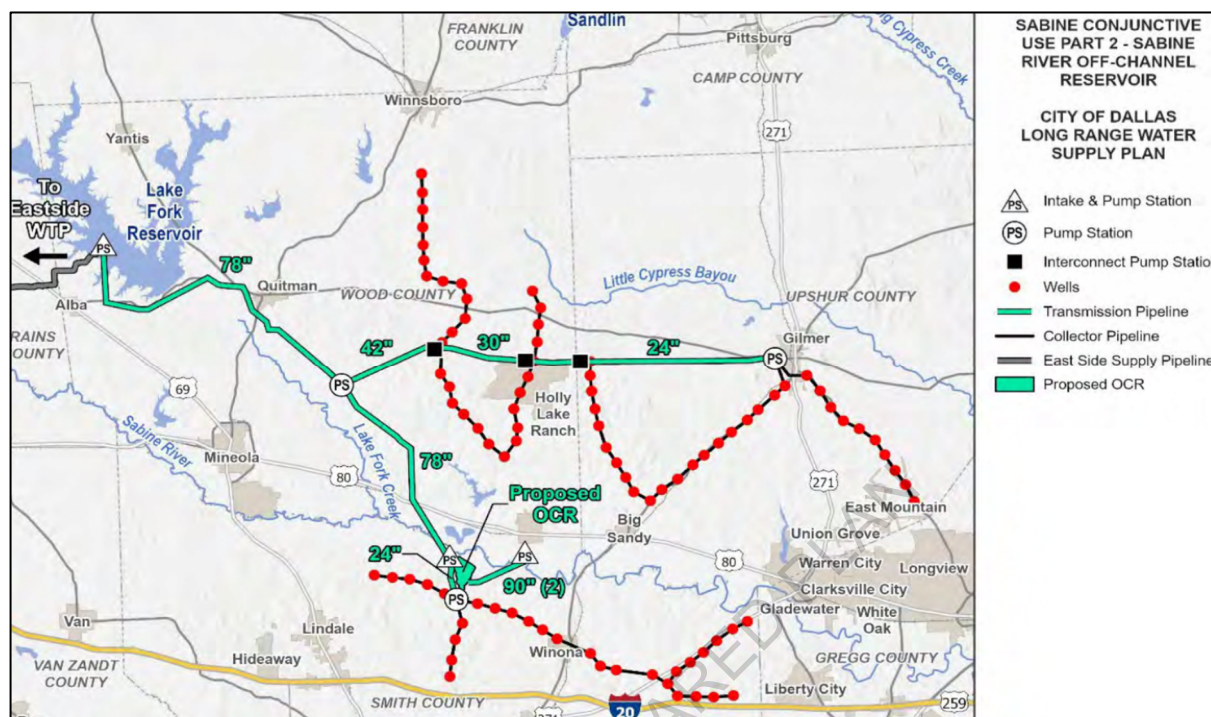 Sandlin
FRANKLIN
COUNTY
Pittsburg
Big Cypress Creek
CAMP COUNTY
Winnsboro
271
Yantis
To
Eastside
WTP
Lake
Fork
Reservoir
PS
78"
Quitman
Alba
WOOD COUNTY
Little Cypress Bayou
UPSHUR COUNTY
Gilmer
RAINS
COUNTY
42"
30"
24"
PS
PS
69
Holly
Lake
Ranch
Sabine River
Mineola
80
Lake Fork Creek
78"
Proposed
OCR
271
East Mountain
Big
Sandy
Union Grove
24"
PS
PS
90" (2)
80
Warren City
Longview
PS
Clarksville City
Gladewater
White
Oak
Van
Lindale
Hideaway
Winona
VAN ZANDT
COUNTY
GREGG COUNTY
SMITH COUNTY
Liberty City
271
20
259
SABINE CONJUNCTIVE
USE PART 2 - SABINE
RIVER OFF-CHANNEL
RESERVOIR
CITY OF DALLAS
LONG RANGE WATER
SUPPLY PLAN
PS Intake & Pump Station
PS Pump Station
Interconnect Pump Statio
Wells
Transmission Pipeline
Collector Pipeline
East Side Supply Pipeline
Proposed OCR